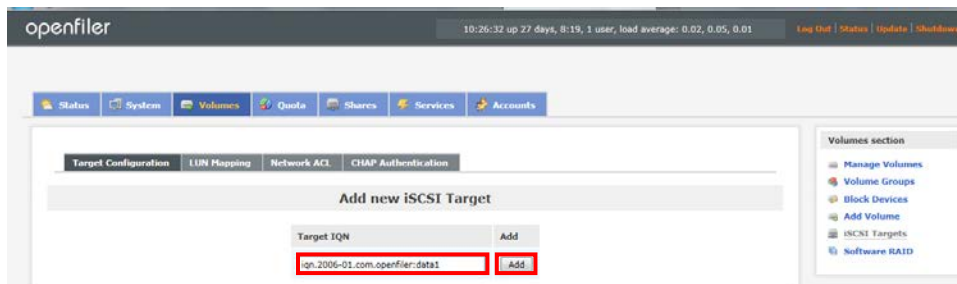 openfiler
10:26:32 up 27 days, 8:19, 1 user, load average: 0.02, 0.05, 0.01
Log Out | Status | Update | Shutdown
Status System Volumes Quota Shares Services Accounts
Target Configuration LUN Mapping Network ACL CHAP Authentication
Add new iSCSI Target
Target IQN Add
iqn.2006-01.com.openfiler:data1 Add
Volumes section
Manage Volumes
Volume Groups
Block Devices
Add Volume
iSCSI Targets
Software RAID